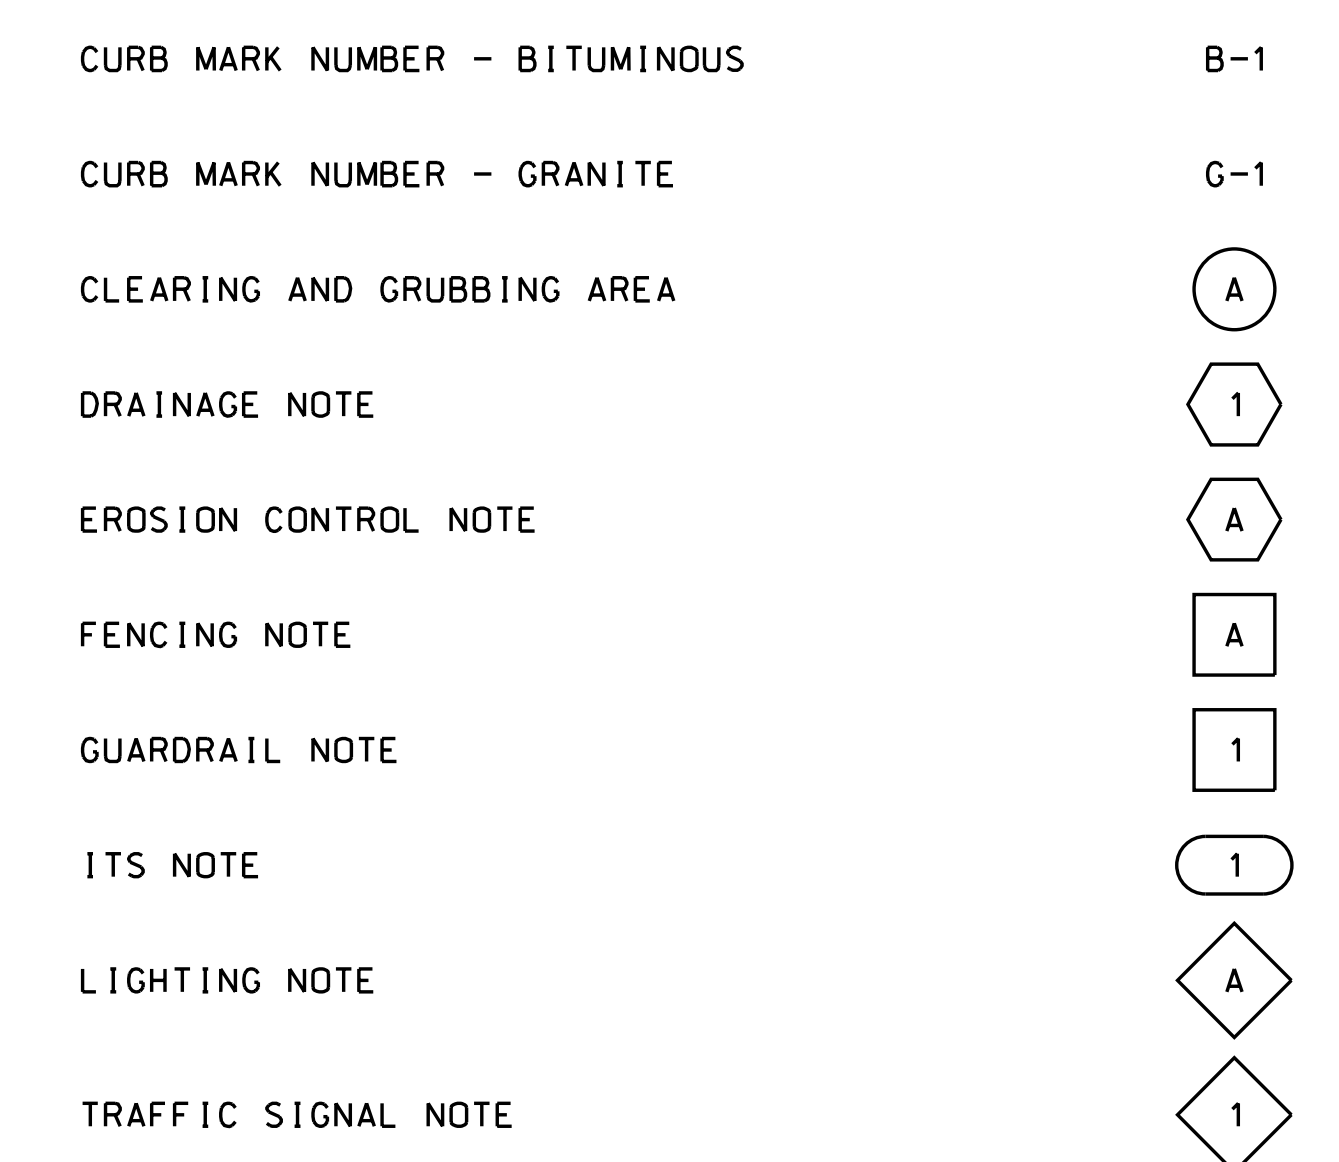 CURB MARK NUMBER - BITUMINOUS B-1
CURB MARK NUMBER - GRANITE G-1
CLEARING AND GRUBBING AREA A
DRAINAGE NOTE 1
EROSION CONTROL NOTE A
FENCING NOTE A
GUARDRAIL NOTE 1
ITS NOTE 1
LIGHTING NOTE A
TRAFFIC SIGNAL NOTE 1